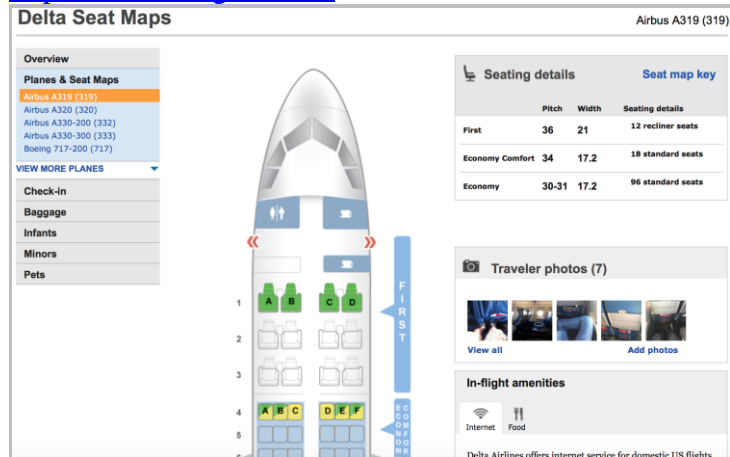 Delta Seat Maps
Airbus A319 (319)
Overview
Planes & Seat Maps
Airbus A319 (319)
Airbus A320 (320)
Airbus A330-200 (332)
Airbus A330-300 (333)
Boeing 717-200 (717)
VIEW MORE PLANES
Check-in
Baggage
Infants
Minors
Pets
1 A B C D
2
3
4 A B C D E F
5
FIRST
ECONOM
COMFOR
Seating details Seat map key
Pitch Width Seating details
First 36 21 12 recliner seats
Economy Comfort 34 17.2 18 standard seats
Economy 30-31 17.2 96 standard seats
Traveler photos (7)
View all Add photos
In-flight amenities
Internet Food
Delta Airlines offers internet service for domestic US flights